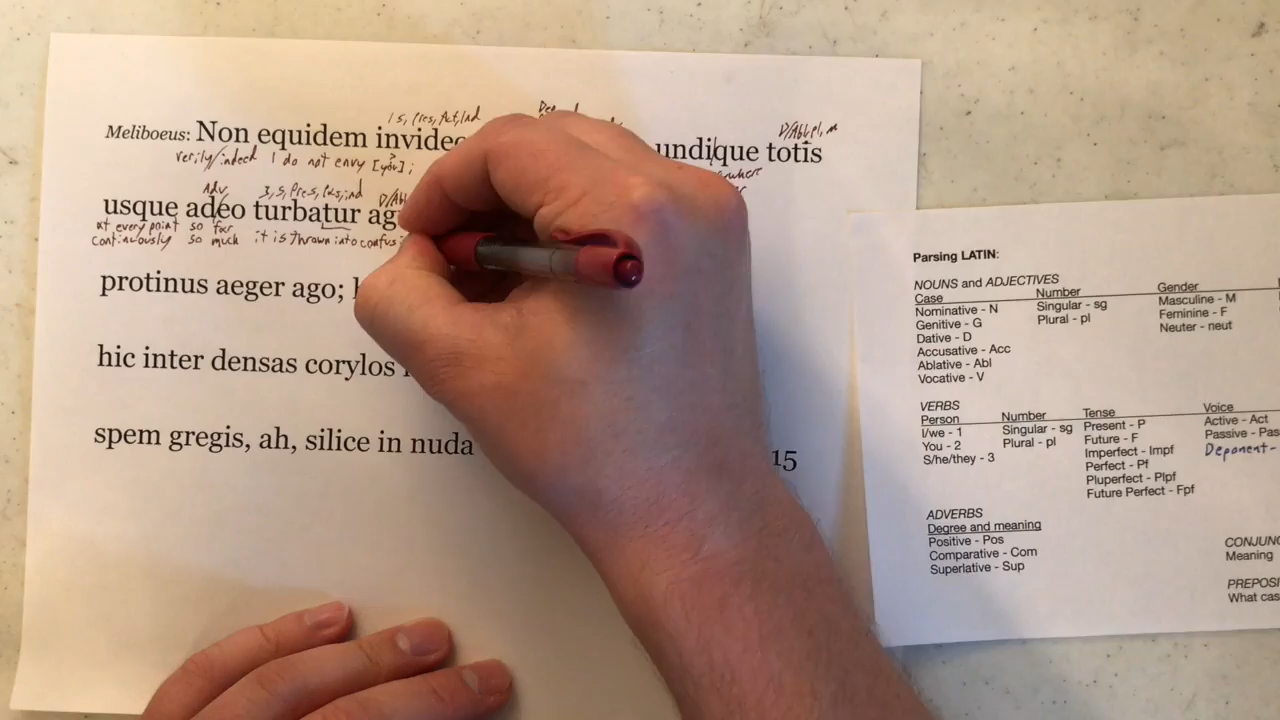 1 S, Pres, Act, Ind
D/Abl, Pl, M
Meliboeus: Non equidem invideo undique totis
verily/indeed I do not envy [you];
Adv, 3, S, Pres, Pas, ind D/Abl
usque adeo turbatur ag
at every point so far
continuously so much it is thrown into confus
protinus aeger ago;
hic inter densas corylos
spem gregis, ah, silice in nuda 15
Parsing LATIN:
NOUNS and ADJECTIVES
Case Number Gender
Nominative - N Singular - sg Masculine - M
Genitive - G Plural - pl Feminine - F
Dative - D Neuter - neut
Accusative - Acc
Ablative - Abl
Vocative - V
VERBS
Person Number Tense Voice
I/we - 1 Singular - sg Present - P Active - Act
You - 2 Plural - pl Future - F Passive - Pas
S/he/they - 3 Imperfect - Impf Deponent-
Perfect - Pf
Pluperfect - Plpf
Future Perfect - Fpf
ADVERBS
Degree and meaning
Positive - Pos
Comparative - Com
Superlative - Sup
CONJUNC
Meaning
PREPOSI
What cas